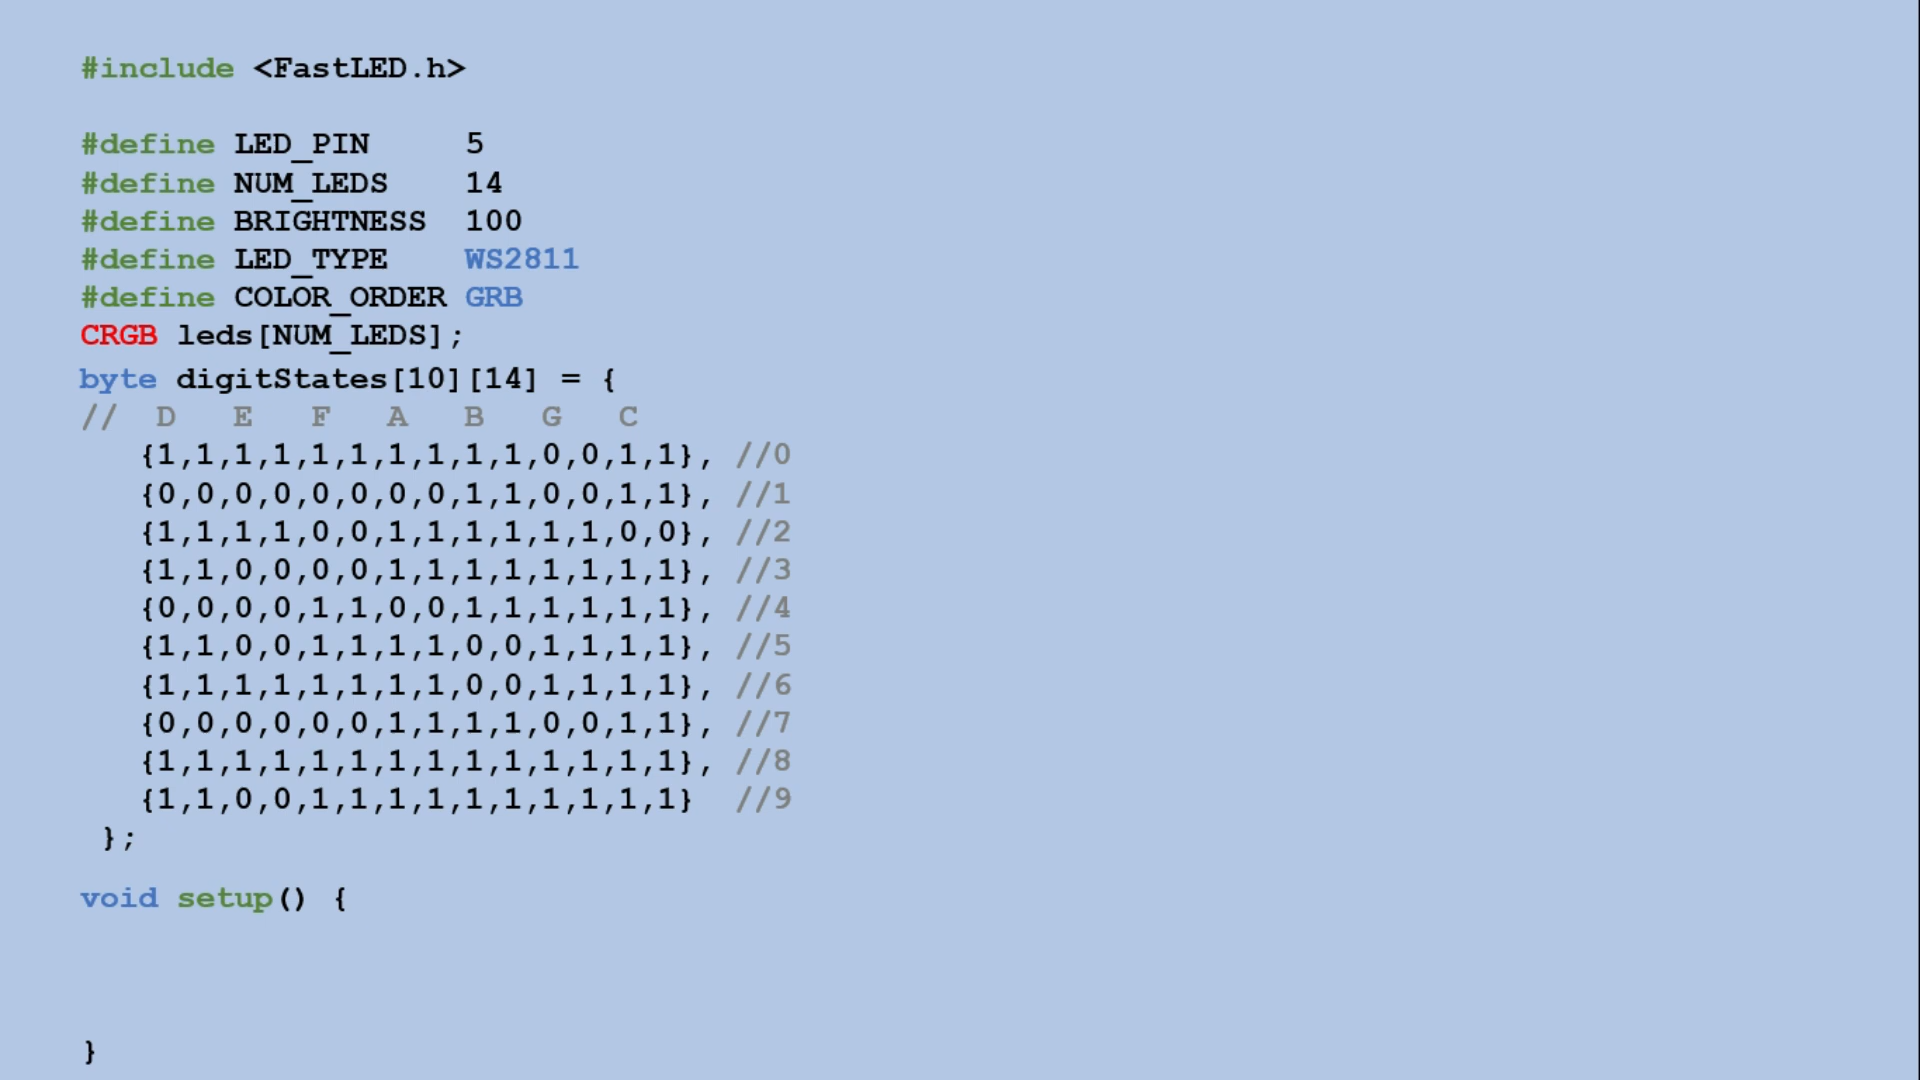 #include <FastLED.h>
#define LED_PIN     5
#define NUM_LEDS    14
#define BRIGHTNESS  100
#define LED_TYPE    WS2811
#define COLOR_ORDER GRB
CRGB leds[NUM_LEDS];
byte digitStates[10][14] = {
//  D   E   F   A   B   G   C
{1,1,1,1,1,1,1,1,1,1,0,0,1,1}, //0
{0,0,0,0,0,0,0,0,1,1,0,0,1,1}, //1
{1,1,1,1,0,0,1,1,1,1,1,1,0,0}, //2
{1,1,0,0,0,0,1,1,1,1,1,1,1,1}, //3
{0,0,0,0,1,1,0,0,1,1,1,1,1,1}, //4
{1,1,0,0,1,1,1,1,0,0,1,1,1,1}, //5
{1,1,1,1,1,1,1,1,0,0,1,1,1,1}, //6
{0,0,0,0,0,0,1,1,1,1,0,0,1,1}, //7
{1,1,1,1,1,1,1,1,1,1,1,1,1,1}, //8
{1,1,0,0,1,1,1,1,1,1,1,1,1,1}  //9
};
void setup() {
}